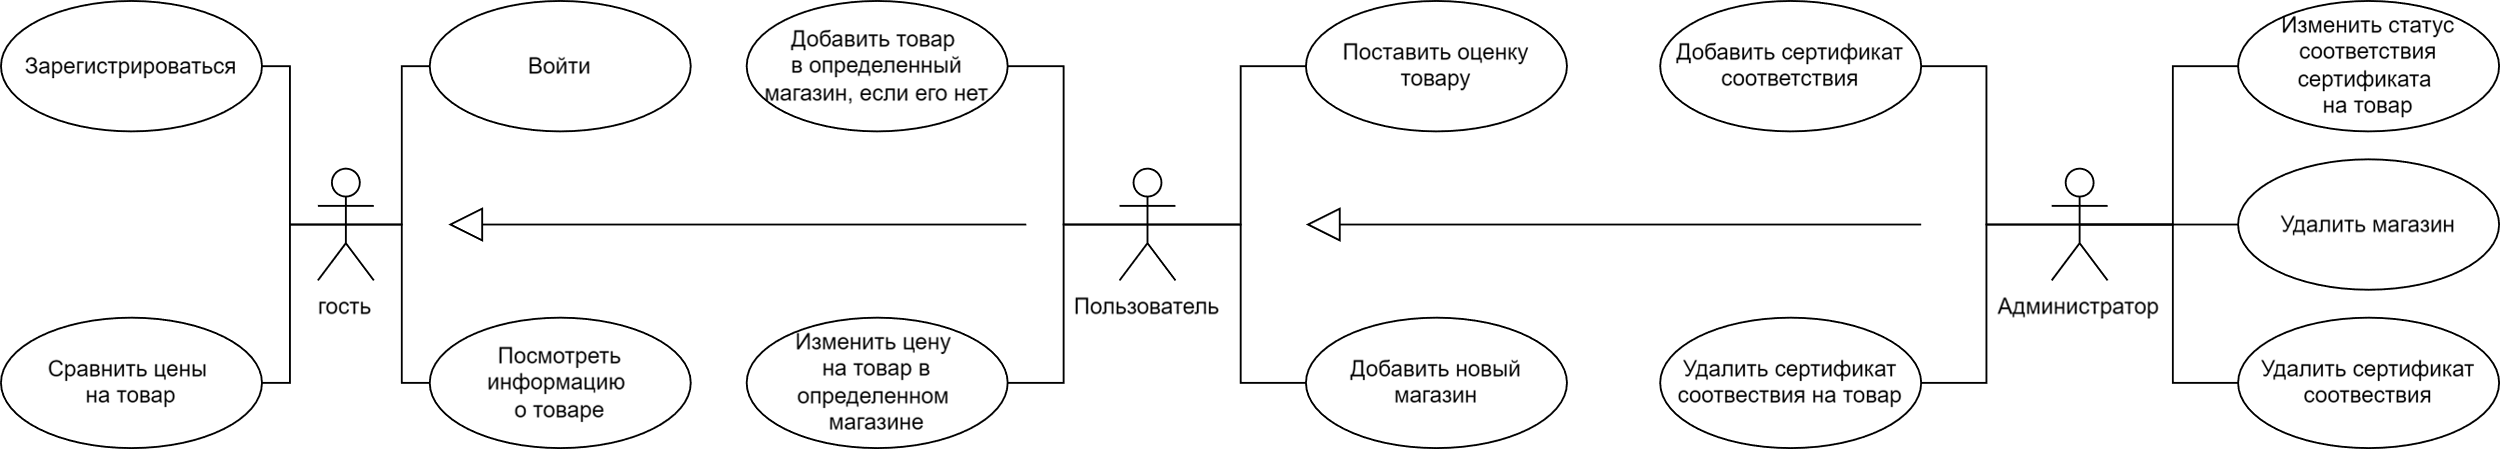 Зарегистрироваться
Войти
Добавить товар
в определенный
магазин, если его нет
Поставить оценку
товару
Добавить сертификат
соответствия
Изменить статус
соответствия
сертификата
на товар
Удалить магазин
гость
Пользователь
Администратор
Сравнить цены
на товар
Посмотреть
информацию
о товаре
Изменить цену
на товар в
определенном
магазине
Добавить новый
магазин
Удалить сертификат
соотвествия на товар
Удалить сертификат
соотвествия